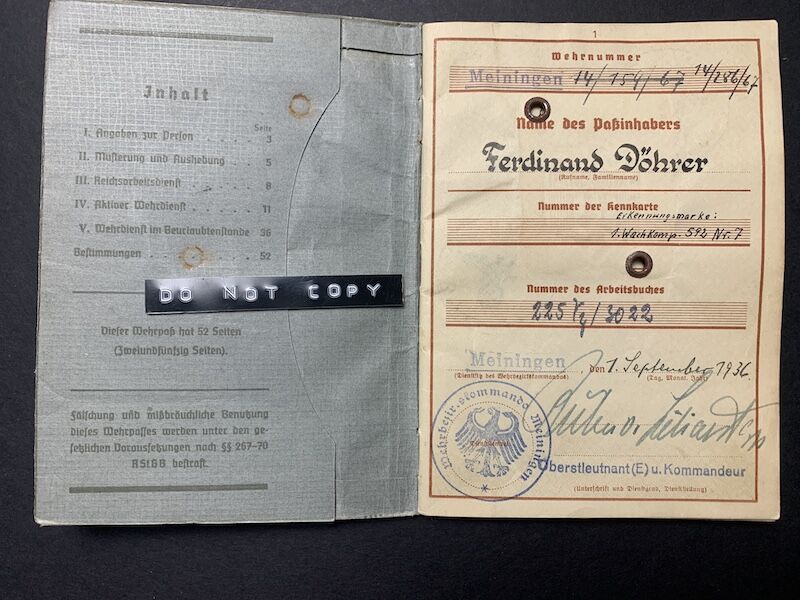 Inhalt
Seite
I. Angaben zur Person . . . . 3
II. Musterung und Aushebung . . 5
III. Reichsarbeitsdienst . . . . 8
IV. Aktiver Wehrdienst . . . . 11
V. Wehrdienst im Beurlaubtenstande 36
Bestimmungen . . . . 52
DO NOT COPY
Dieser Wehrpaß hat 52 Seiten
(Zweiundfünfzig Seiten).
Fälschung und mißbräuchliche Benutzung
dieses Wehrpasses werden unter den ge-
setzlichen Voraussetzungen nach §§ 267–70
RStGB bestraft.
1
Wehrnummer
Meiningen 14/154/67 14/286/67
Name des Paßinhabers
Ferdinand Döhrer
(Rufname, Familienname)
Nummer der Kennkarte
Erkennungsmarke:
1. Wachkomp. 592 Nr. 7
Nummer des Arbeitsbuches
225 /3022
Meiningen, den 1. September 1936.
(Dienstsitz des Wehrbezirkskommandos) (Tag, Monat, Jahr)
Wehrbezirkskommando Meiningen
Oberstleutnant (E) u. Kommandeur
(Unterschrift und Dienstgrad, Dienststellung)